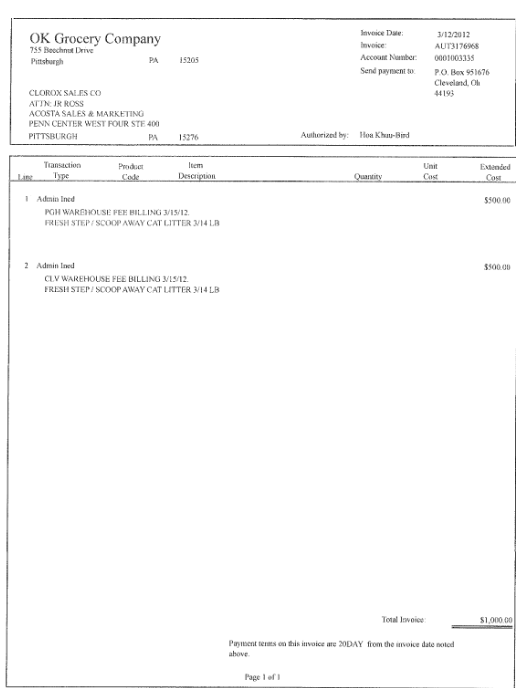 OK Grocery Company
755 Beechnut Drive
Pittsburgh PA 15205
Invoice Date: 3/12/2012
Invoice: AUT3176968
Account Number: 0001003335
Send payment to: P.O. Box 951676
Cleveland, Oh
44193
CLOROX SALES CO
ATTN: JR ROSS
ACOSTA SALES & MARKETING
PENN CENTER WEST FOUR STE 400
PITTSBURGH PA 15276
Authorized by: Hoa Khuu-Bird
Line Transaction Type Product Code Item Description Quantity Unit Cost Extended Cost
1 Admin Ined $500.00
PGH WAREHOUSE FEE BILLING 3/15/12.
FRESH STEP / SCOOP AWAY CAT LITTER 3/14 LB
2 Admin Ined $500.00
CLV WAREHOUSE FEE BILLING 3/15/12.
FRESH STEP / SCOOP AWAY CAT LITTER 3/14 LB
Total Invoice: $1,000.00
Payment terms on this invoice are 20DAY from the invoice date noted
above.
Page 1 of 1